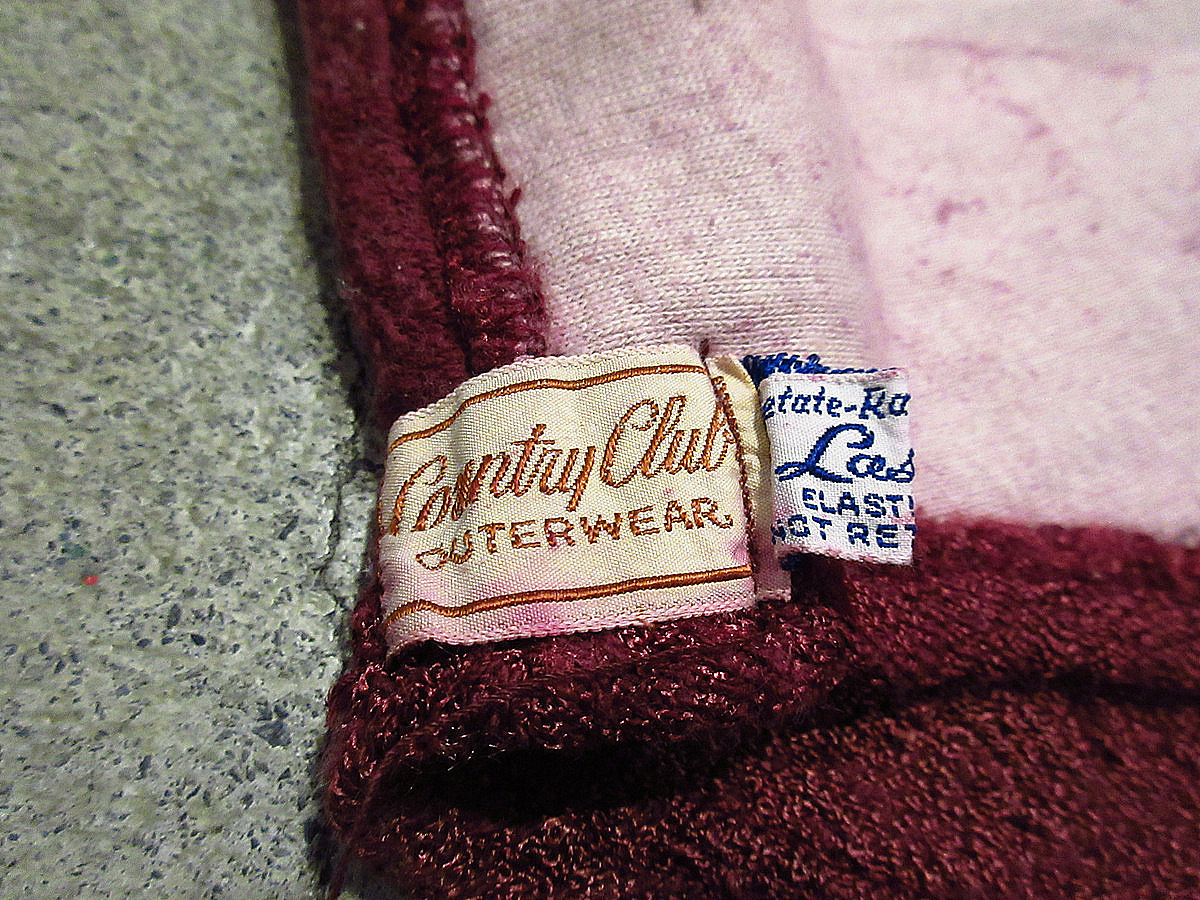 Country Club
OUTERWEAR.
etate-Ra
Las
ELASTI
NOT RET